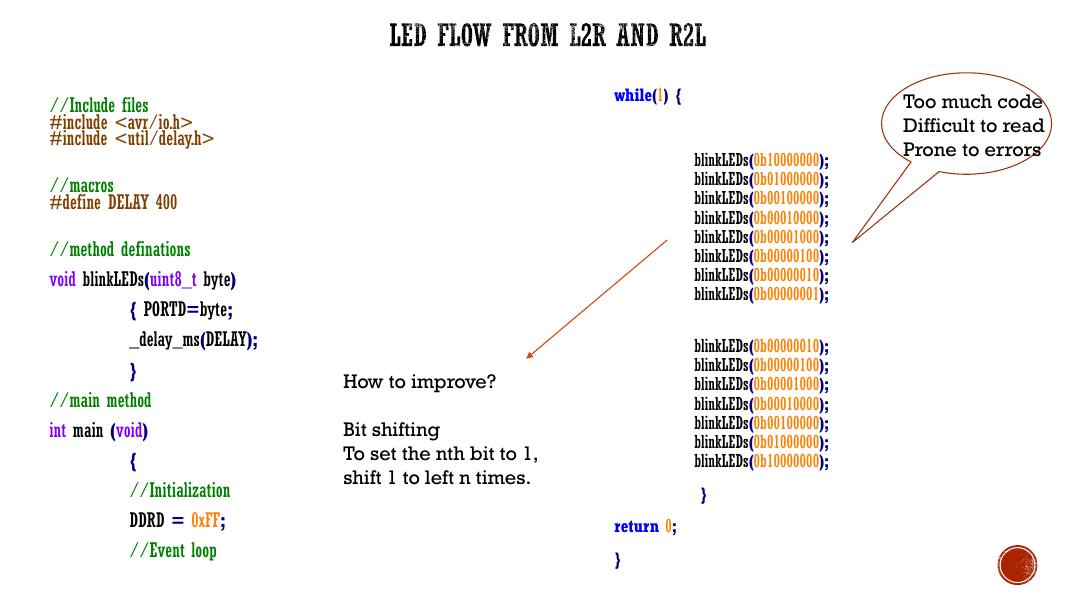 LED FLOW FROM L2R AND R2L
//Include files
#include <avr/io.h>
#include <util/delay.h>
//macros
#define DELAY 400
//method definations
void blinkLEDs(uint8_t byte)
{ PORTD=byte;
_delay_ms(DELAY);
}
//main method
int main (void)
{
//Initialization
DDRD = 0xFF;
//Event loop
How to improve?
Bit shifting
To set the nth bit to 1,
shift 1 to left n times.
while(1) {
blinkLEDs(0b10000000);
blinkLEDs(0b01000000);
blinkLEDs(0b00100000);
blinkLEDs(0b00010000);
blinkLEDs(0b00001000);
blinkLEDs(0b00000100);
blinkLEDs(0b00000010);
blinkLEDs(0b00000001);
blinkLEDs(0b00000010);
blinkLEDs(0b00000100);
blinkLEDs(0b00001000);
blinkLEDs(0b00010000);
blinkLEDs(0b00100000);
blinkLEDs(0b01000000);
blinkLEDs(0b10000000);
}
return 0;
}
Too much code
Difficult to read
Prone to errors